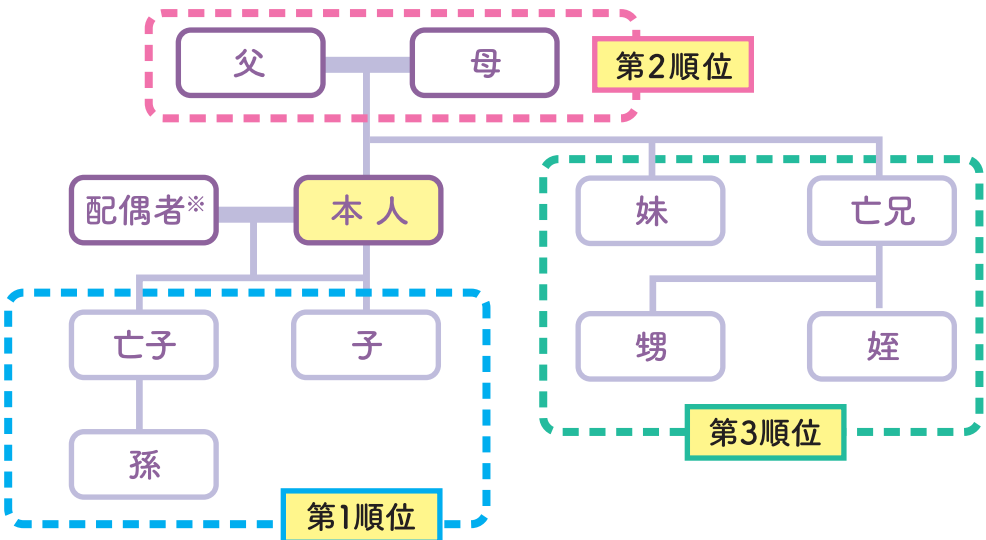 父
母
第2順位
配偶者※
本人
妹
亡兄
亡子
子
甥
姪
第3順位
孫
第1順位